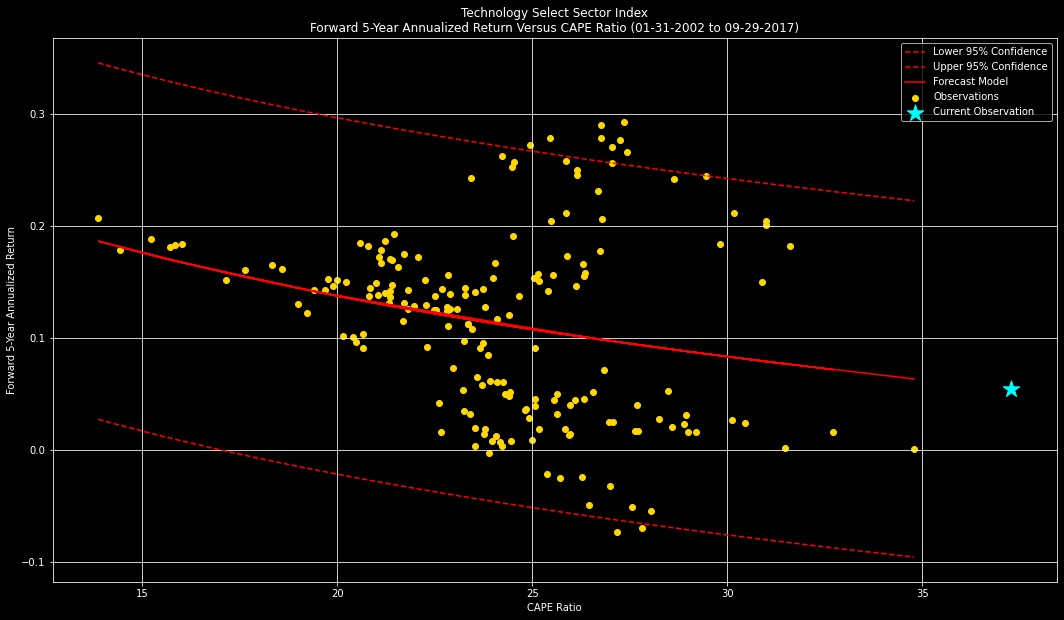 Technology Select Sector Index
Forward 5-Year Annualized Return Versus CAPE Ratio (01-31-2002 to 09-29-2017)
Lower 95% Confidence
Upper 95% Confidence
Forecast Model
Observations
Current Observation
Forward 5-Year Annualized Return
0.3
0.2
0.1
0.0
−0.1
15
20
25
30
35
CAPE Ratio